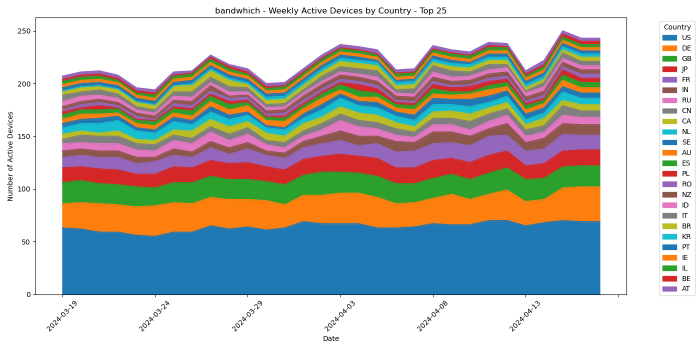 bandwhich - Weekly Active Devices by Country - Top 25
Number of Active Devices
250
200
150
100
50
0
2024-03-19
2024-03-24
2024-03-29
2024-04-03
2024-04-08
2024-04-13
Date
Country
US
DE
GB
JP
FR
IN
RU
CN
CA
NL
SE
AU
ES
PL
RO
NZ
ID
IT
BR
KR
PT
IE
IL
BE
AT